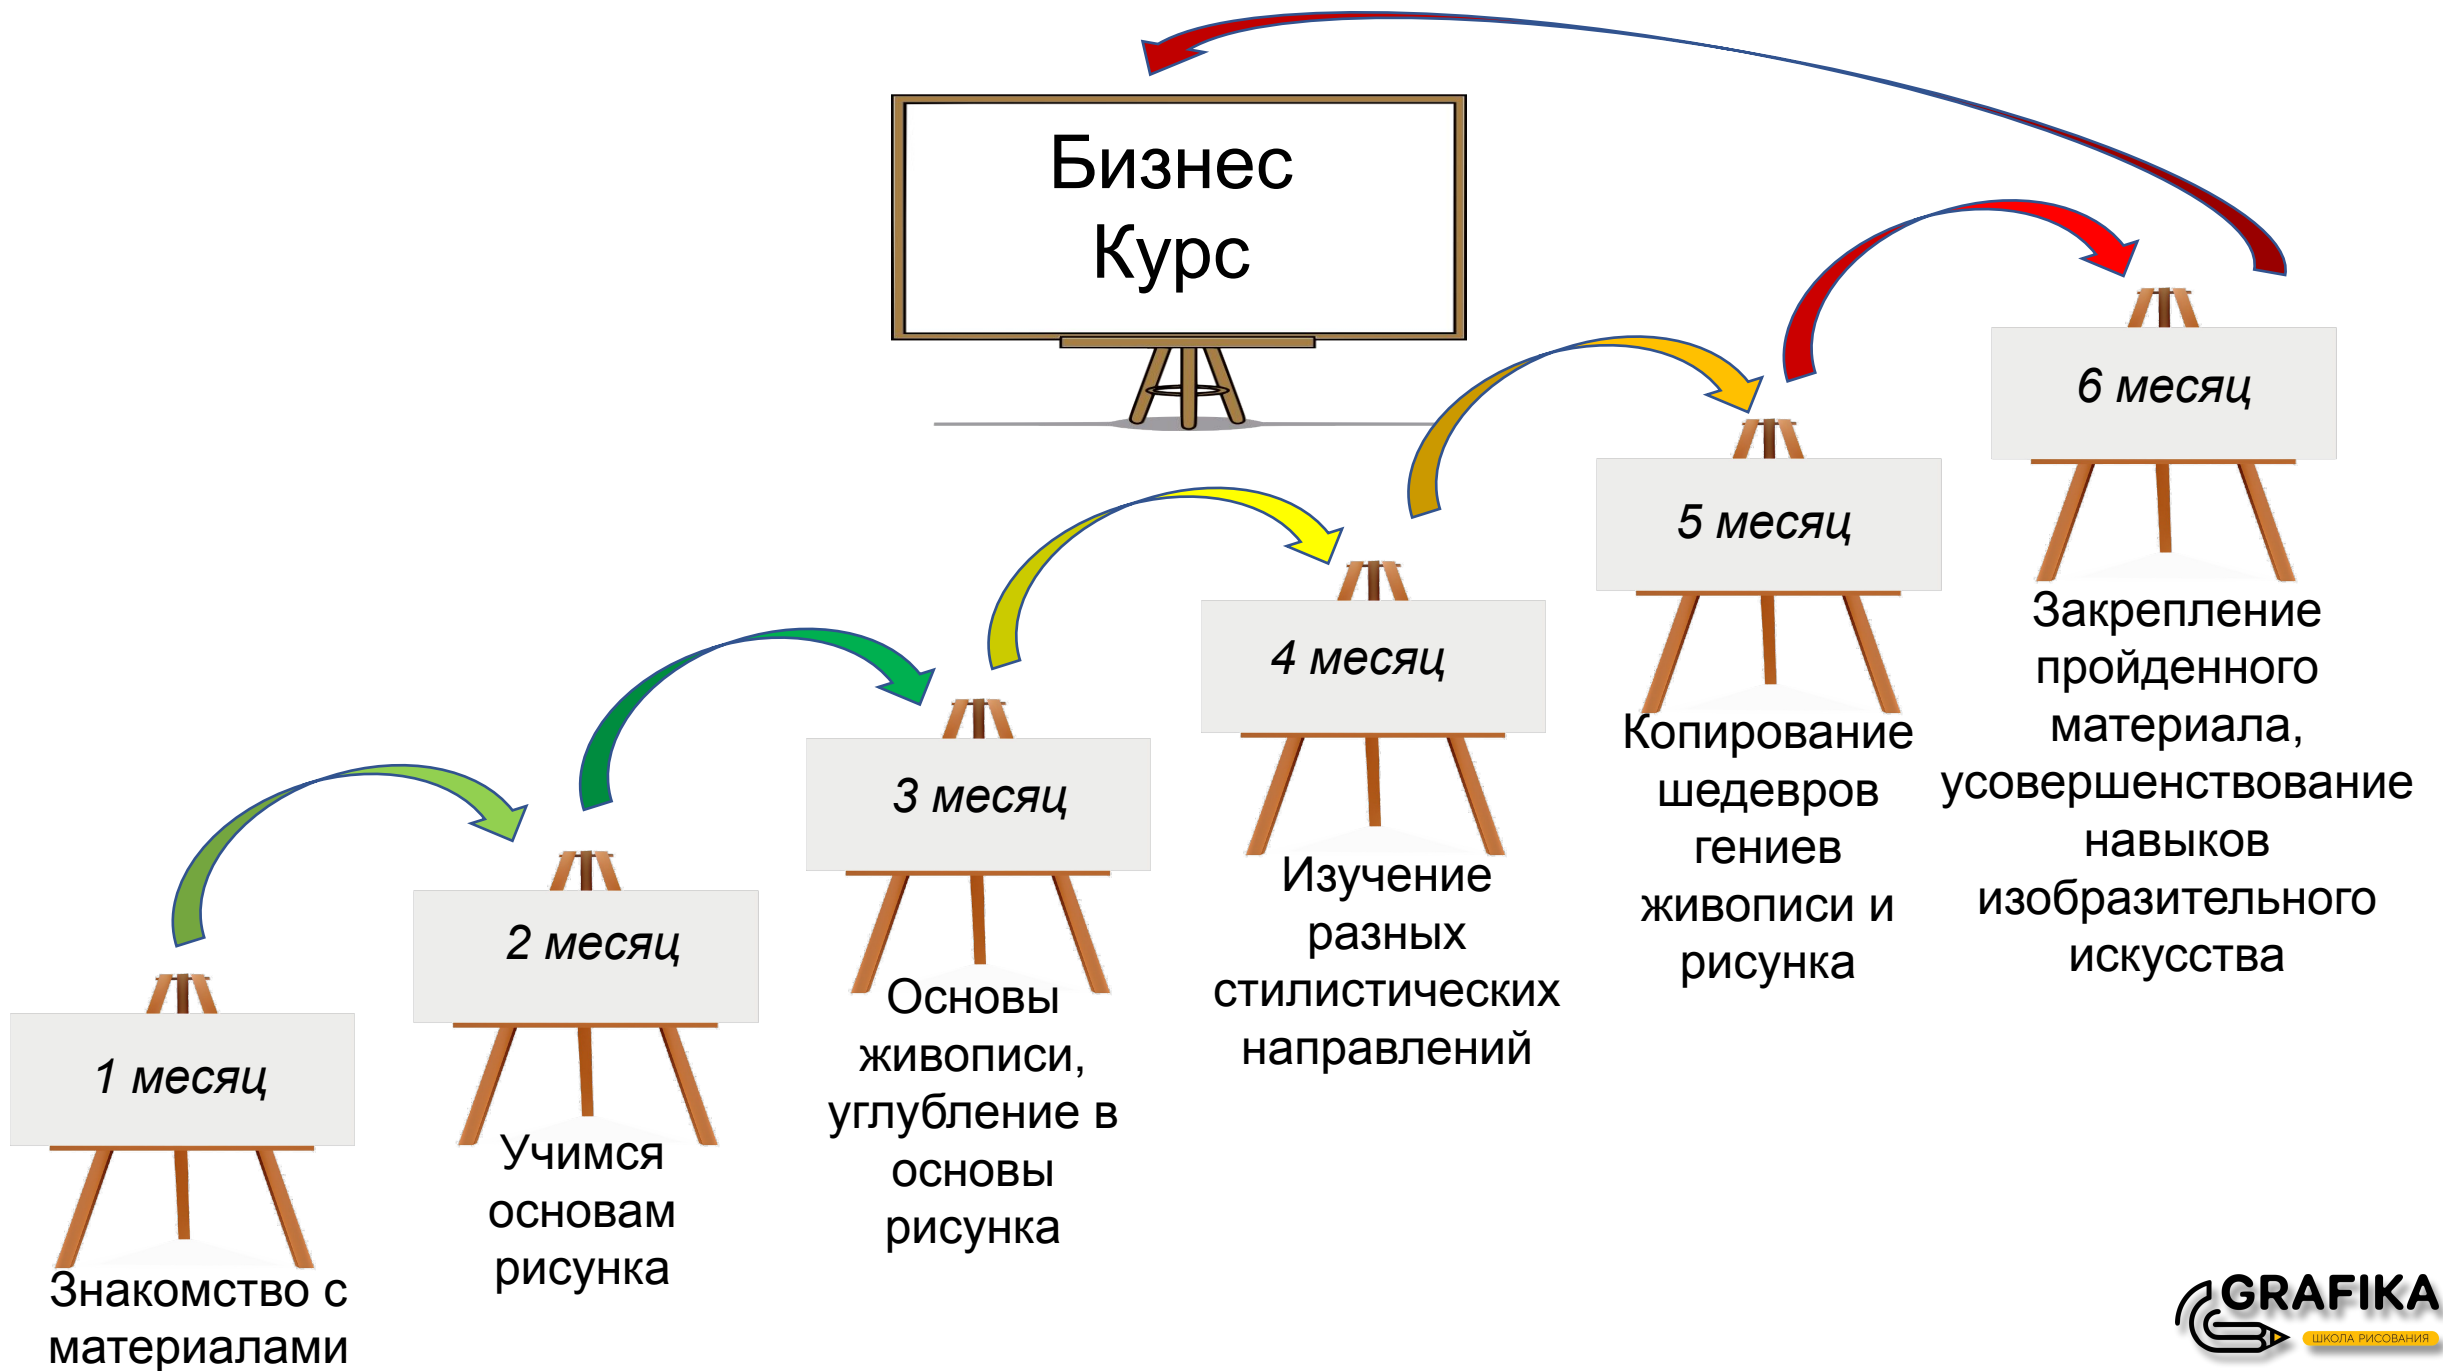 Бизнес
Курс
1 месяц
Знакомство с
материалами
2 месяц
Учимся
основам
рисунка
3 месяц
Основы
живописи,
углубление в
основы
рисунка
4 месяц
Изучение
разных
стилистических
направлений
5 месяц
Копирование
шедевров
гениев
живописи и
рисунка
6 месяц
Закрепление
пройденного
материала,
усовершенствование
навыков
изобразительного
искусства
GRAFIKA
ШКОЛА РИСОВАНИЯ